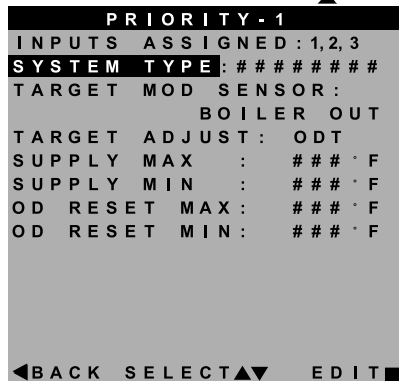 PRIORITY-1
INPUTS ASSIGNED:1,2,3
SYSTEM TYPE:########
TARGET MOD SENSOR:
BOILER OUT
TARGET ADJUST: ODT
SUPPLY MAX : ###°F
SUPPLY MIN : ###°F
OD RESET MAX: ###°F
OD RESET MIN: ###°F
◀BACK SELECT▲▼ EDIT■